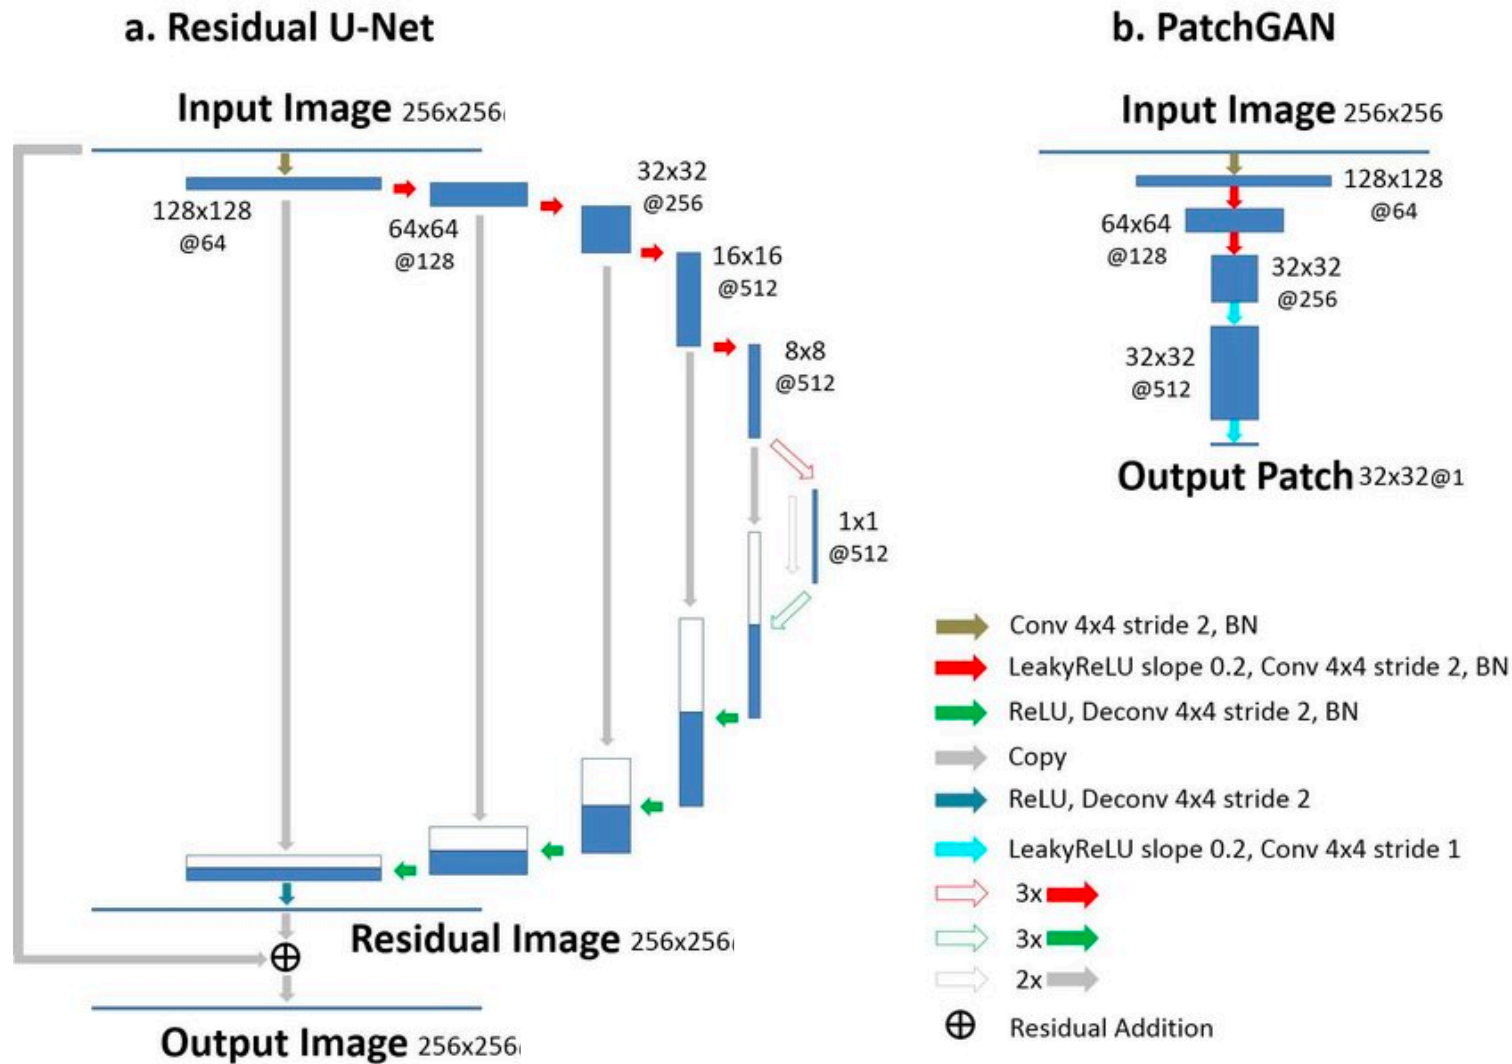 a. Residual U-Net
Input Image 256x256
128x128
@64
64x64
@128
32x32
@256
16x16
@512
8x8
@512
1x1
@512
Residual Image 256x256
Output Image 256x256
b. PatchGAN
Input Image 256x256
128x128
@64
64x64
@128
32x32
@256
32x32
@512
Output Patch 32x32@1
Conv 4x4 stride 2, BN
LeakyReLU slope 0.2, Conv 4x4 stride 2, BN
ReLU, Deconv 4x4 stride 2, BN
Copy
ReLU, Deconv 4x4 stride 2
LeakyReLU slope 0.2, Conv 4x4 stride 1
3x
3x
2x
Residual Addition